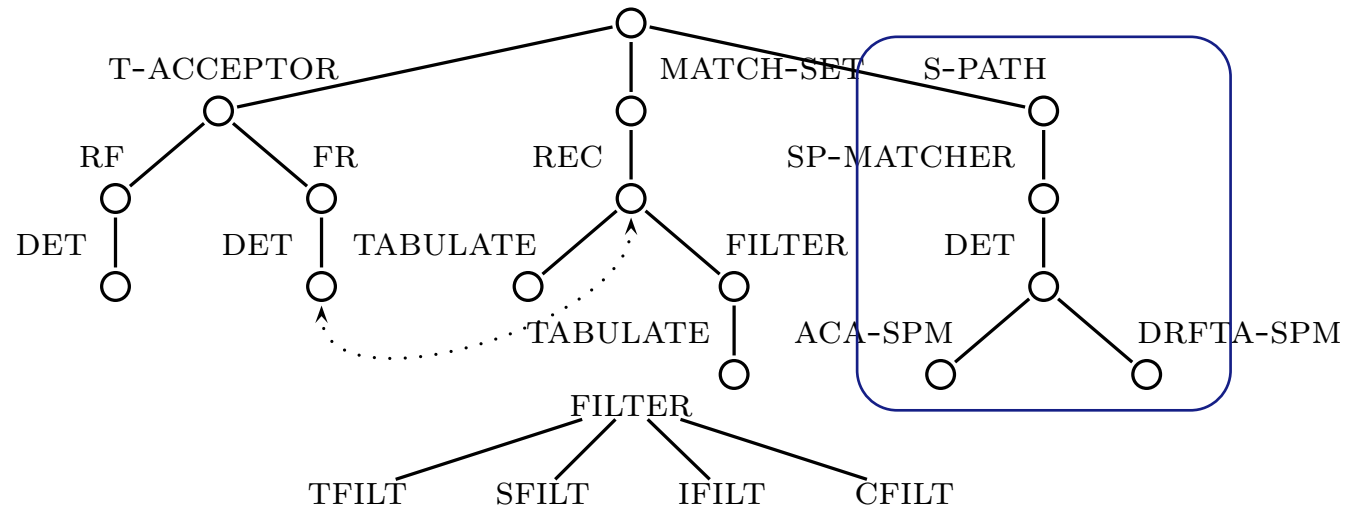 T-ACCEPTOR MATCH-SET S-PATH
RF FR REC SP-MATCHER
DET DET TABULATE FILTER DET
TABULATE ACA-SPM DRFTA-SPM
FILTER
TFILT SFILT IFILT CFILT